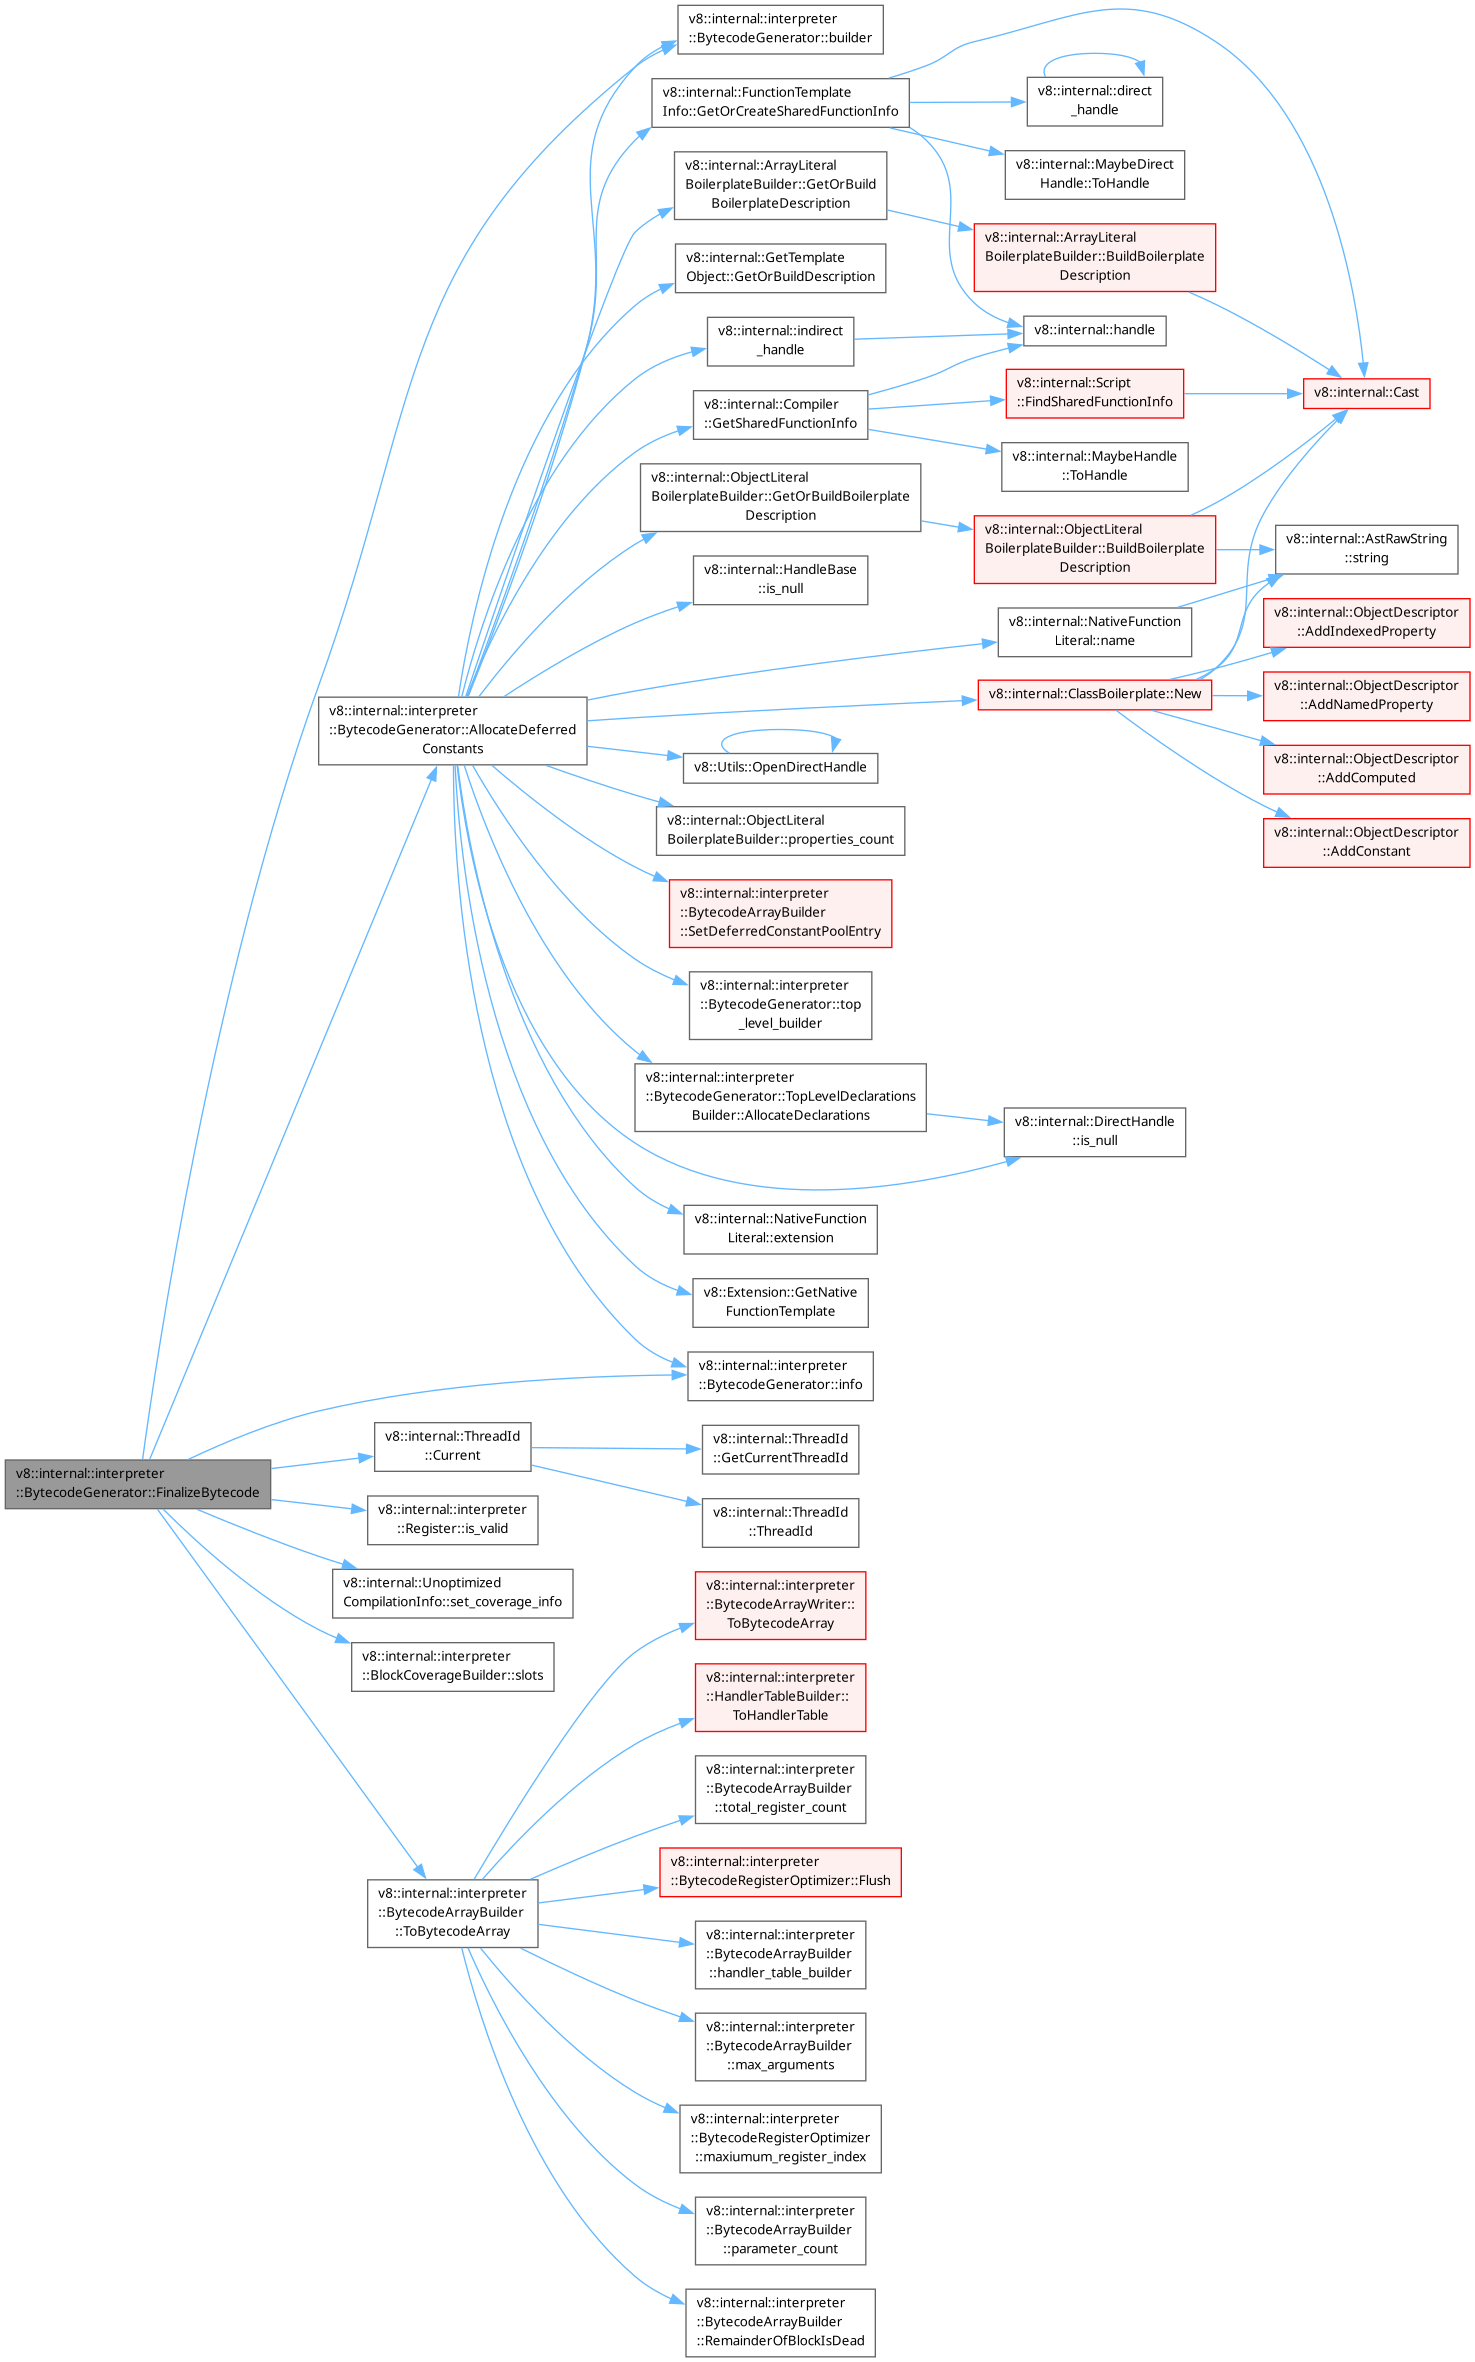 v8::internal::interpreter
::BytecodeGenerator::builder
v8::internal::FunctionTemplate
Info::GetOrCreateSharedFunctionInfo
v8::internal::direct
_handle
v8::internal::ArrayLiteral
BoilerplateBuilder::GetOrBuild
BoilerplateDescription
v8::internal::MaybeDirect
Handle::ToHandle
v8::internal::ArrayLiteral
BoilerplateBuilder::BuildBoilerplate
Description
v8::internal::GetTemplate
Object::GetOrBuildDescription
v8::internal::indirect
_handle
v8::internal::handle
v8::internal::Script
::FindSharedFunctionInfo
v8::internal::Cast
v8::internal::Compiler
::GetSharedFunctionInfo
v8::internal::MaybeHandle
::ToHandle
v8::internal::ObjectLiteral
BoilerplateBuilder::GetOrBuildBoilerplate
Description
v8::internal::ObjectLiteral
BoilerplateBuilder::BuildBoilerplate
Description
v8::internal::AstRawString
::string
v8::internal::HandleBase
::is_null
v8::internal::NativeFunction
Literal::name
v8::internal::ObjectDescriptor
::AddIndexedProperty
v8::internal::ClassBoilerplate::New
v8::internal::ObjectDescriptor
::AddNamedProperty
v8::internal::interpreter
::BytecodeGenerator::AllocateDeferred
Constants
v8::Utils::OpenDirectHandle
v8::internal::ObjectDescriptor
::AddComputed
v8::internal::ObjectLiteral
BoilerplateBuilder::properties_count
v8::internal::ObjectDescriptor
::AddConstant
v8::internal::interpreter
::BytecodeArrayBuilder
::SetDeferredConstantPoolEntry
v8::internal::interpreter
::BytecodeGenerator::top
_level_builder
v8::internal::interpreter
::BytecodeGenerator::TopLevelDeclarations
Builder::AllocateDeclarations
v8::internal::DirectHandle
::is_null
v8::internal::NativeFunction
Literal::extension
v8::Extension::GetNative
FunctionTemplate
v8::internal::interpreter
::BytecodeGenerator::info
v8::internal::ThreadId
::Current
v8::internal::ThreadId
::GetCurrentThreadId
v8::internal::interpreter
::BytecodeGenerator::FinalizeBytecode
v8::internal::interpreter
::Register::is_valid
v8::internal::ThreadId
::ThreadId
v8::internal::Unoptimized
CompilationInfo::set_coverage_info
v8::internal::interpreter
::BytecodeArrayWriter::
ToBytecodeArray
v8::internal::interpreter
::BlockCoverageBuilder::slots
v8::internal::interpreter
::HandlerTableBuilder::
ToHandlerTable
v8::internal::interpreter
::BytecodeArrayBuilder
::total_register_count
v8::internal::interpreter
::BytecodeRegisterOptimizer::Flush
v8::internal::interpreter
::BytecodeArrayBuilder
::ToBytecodeArray
v8::internal::interpreter
::BytecodeArrayBuilder
::handler_table_builder
v8::internal::interpreter
::BytecodeArrayBuilder
::max_arguments
v8::internal::interpreter
::BytecodeRegisterOptimizer
::maxiumum_register_index
v8::internal::interpreter
::BytecodeArrayBuilder
::parameter_count
v8::internal::interpreter
::BytecodeArrayBuilder
::RemainderOfBlockIsDead